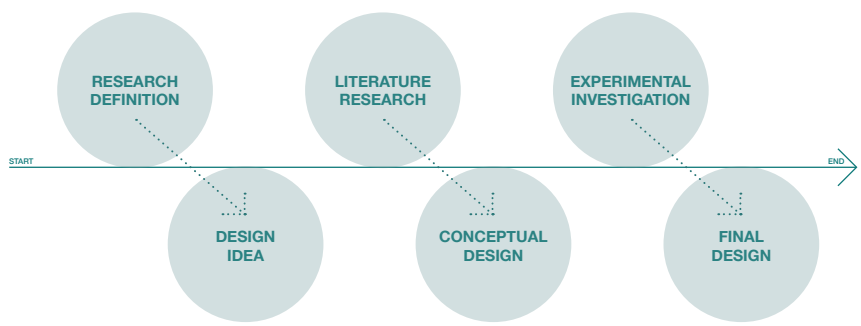 RESEARCH
DEFINITION
LITERATURE
RESEARCH
EXPERIMENTAL
INVESTIGATION
START
END
DESIGN
IDEA
CONCEPTUAL
DESIGN
FINAL
DESIGN